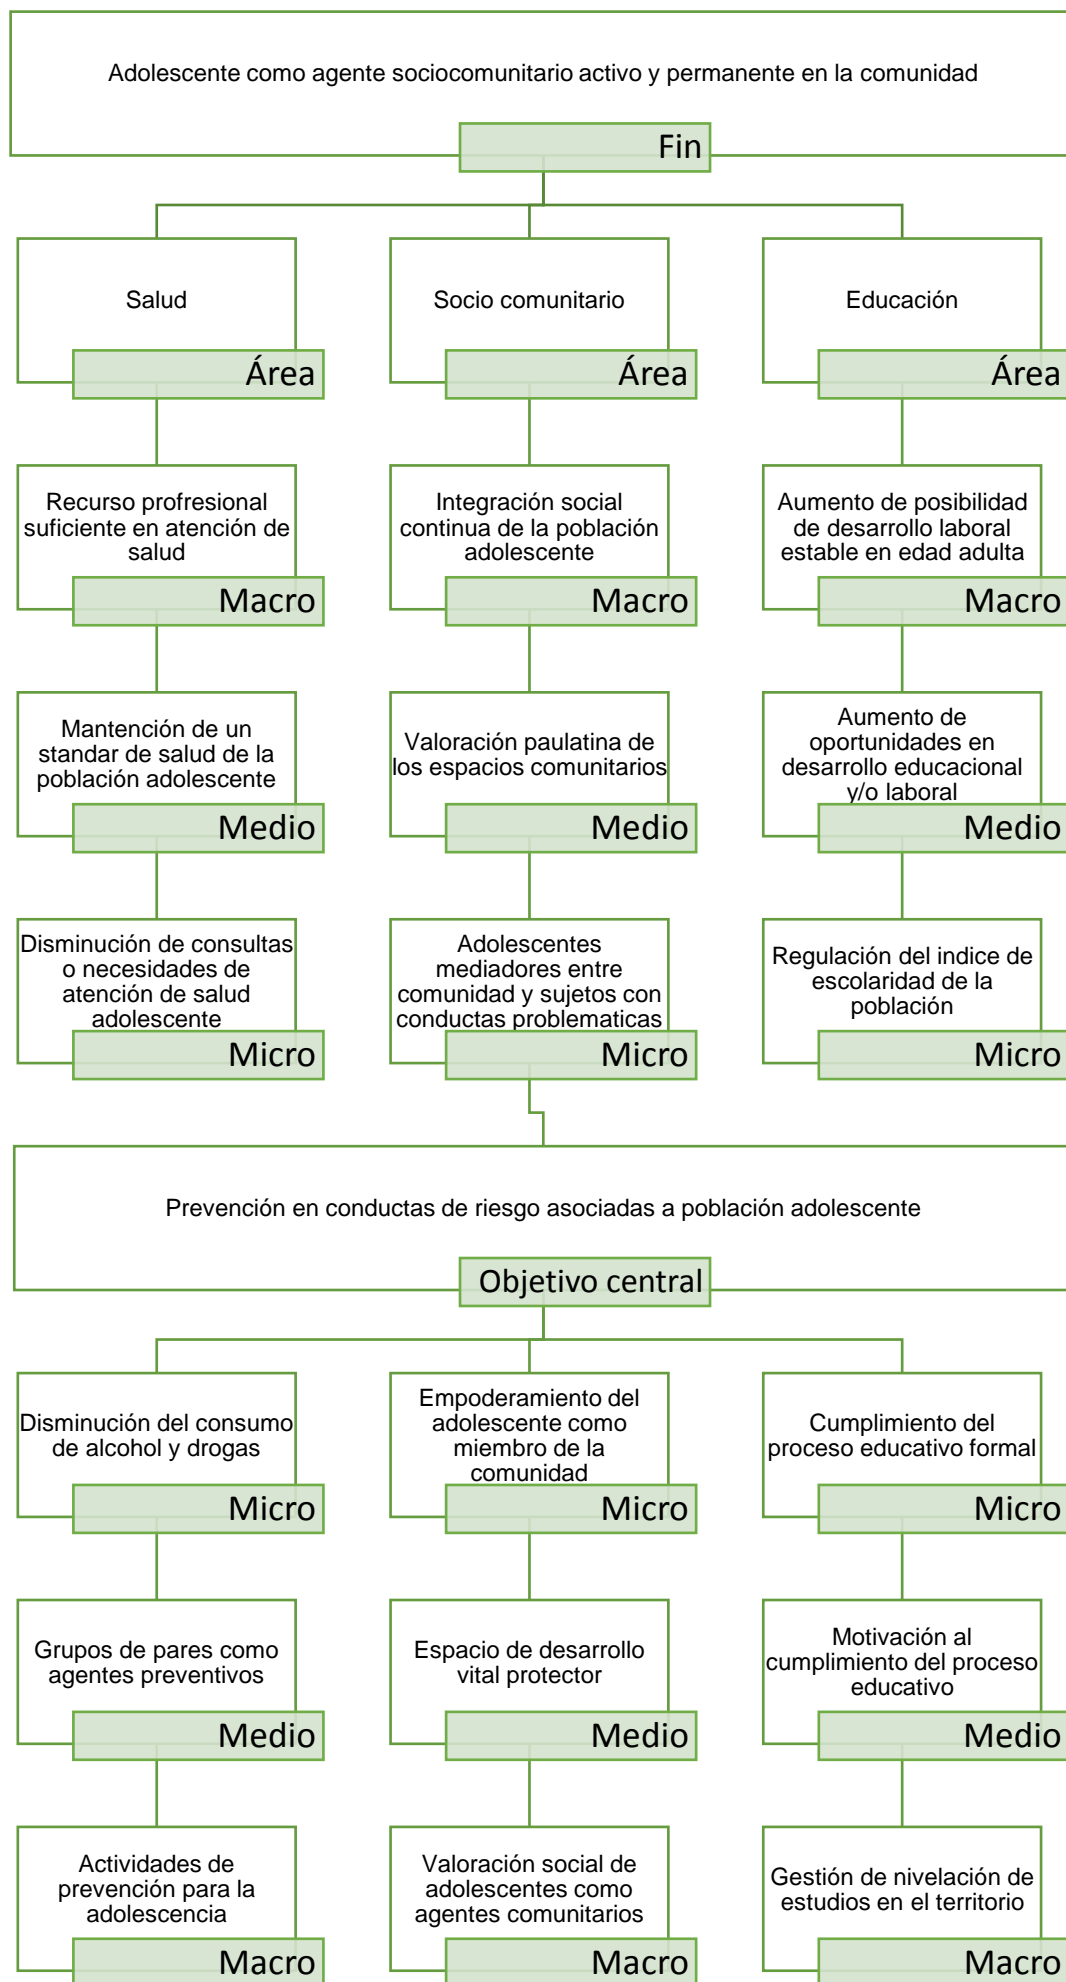 Adolescente como agente sociocomunitario activo y permanente en la comunidad
Fin
Salud
Área
Recurso profresional
suficiente en atención de
salud
Macro
Mantención de un
standar de salud de la
población adolescente
Medio
Disminución de consultas
o necesidades de
atención de salud
adolescente
Micro
Socio comunitario
Área
Integración social
continua de la población
adolescente
Macro
Valoración paulatina de
los espacios comunitarios
Medio
Adolescentes
mediadores entre
comunidad y sujetos con
conductas problematicas
Micro
Educación
Área
Aumento de posibilidad
de desarrollo laboral
estable en edad adulta
Macro
Aumento de
oportunidades en
desarrollo educacional
y/o laboral
Medio
Regulación del indice de
escolaridad de la
población
Micro
Prevención en conductas de riesgo asociadas a población adolescente
Objetivo central
Disminución del consumo
de alcohol y drogas
Micro
Grupos de pares como
agentes preventivos
Medio
Actividades de
prevención para la
adolescencia
Macro
Empoderamiento del
adolescente como
miembro de la
comunidad
Micro
Espacio de desarrollo
vital protector
Medio
Valoración social de
adolescentes como
agentes comunitarios
Macro
Cumplimiento del
proceso educativo formal
Micro
Motivación al
cumplimiento del proceso
educativo
Medio
Gestión de nivelación de
estudios en el territorio
Macro